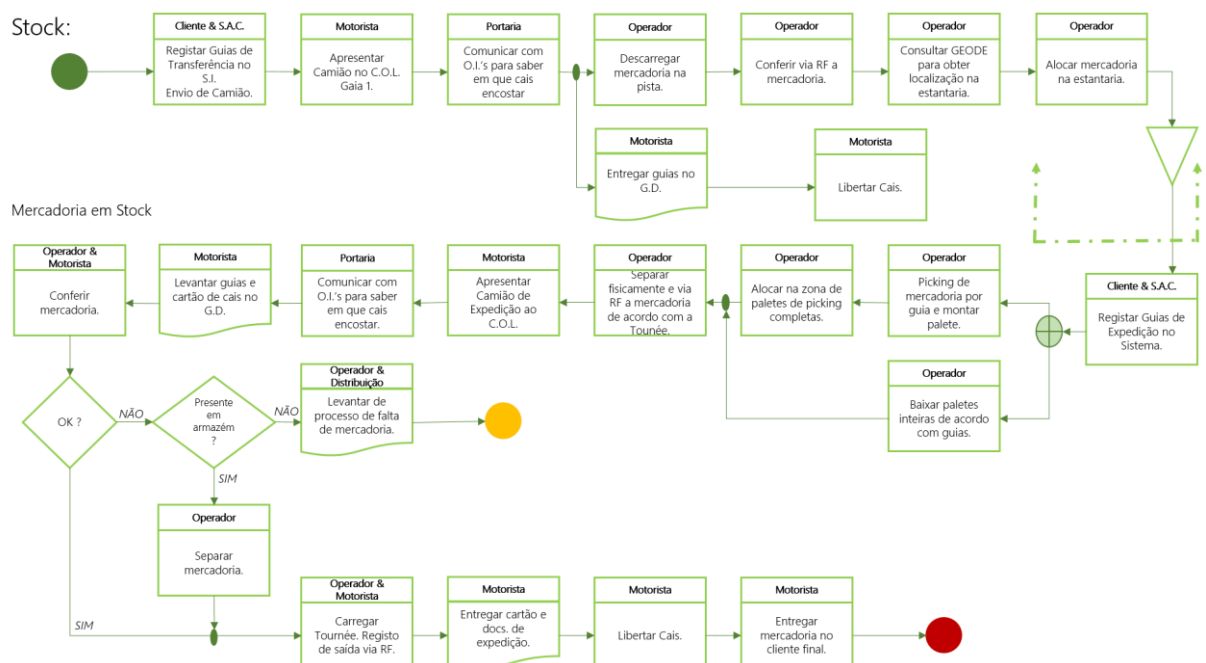 Stock:
Cliente & S.A.C.
Registar Guias de
Transferência no
S.I.
Envio de Camião.
Motorista
Apresentar
Camião no C.O.L.
Gaia 1.
Portaria
Comunicar com
O.I.'s para saber
em que cais
encostar
Operador
Descarregar
mercadoria na
pista.
Operador
Conferir via RF a
mercadoria.
Operador
Consultar GEODE
para obter
localização na
estantaria.
Operador
Alocar mercadoria
na estantaria.
Motorista
Entregar guias no
G.D.
Motorista
Libertar Cais.
Mercadoria em Stock
Operador &
Motorista
Conferir
mercadoria.
Motorista
Levantar guias e
cartão de cais no
G.D.
Portaria
Comunicar com
O.I.'s para saber
em que cais
encostar.
Motorista
Apresentar
Camião de
Expedição ao
C.O.L.
Operador
Separar
fisicamente e via
RF a mercadoria
de acordo com a
Tounée.
Operador
Alocar na zona de
paletes de picking
completas.
Operador
Picking de
mercadoria por
guia e montar
palete.
Cliente & S.A.C.
Registar Guias de
Expedição no
Sistema.
Operador
Baixar paletes
inteiras de acordo
com guias.
OK ?
NÃO
Presente
em
armazém
?
NÃO
Operador &
Distribuição
Levantar de
processo de falta
de mercadoria.
SIM
Operador
Separar
mercadoria.
SIM
Operador &
Motorista
Carregar
Tournée. Registo
de saída via RF.
Motorista
Entregar cartão e
docs. de
expedição.
Motorista
Libertar Cais.
Motorista
Entregar
mercadoria no
cliente final.